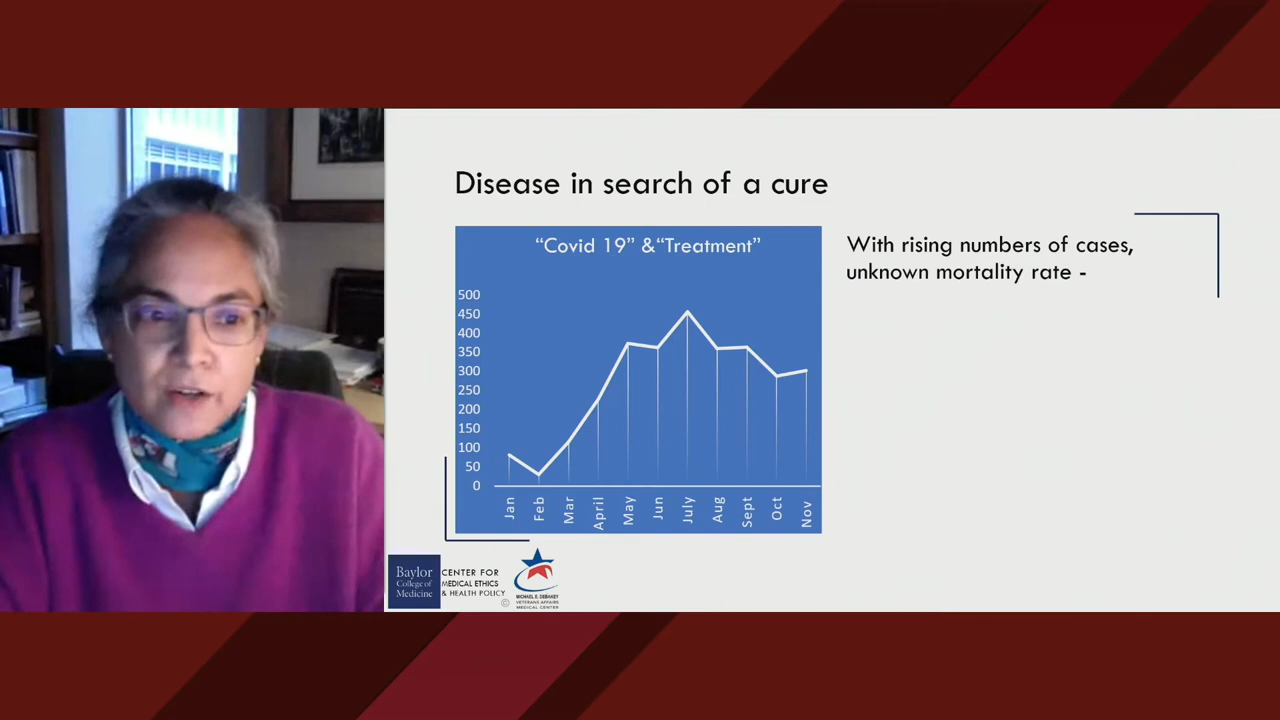 Disease in search of a cure
“Covid 19” &“Treatment”
500
450
400
350
300
250
200
150
100
50
0
Jan
Feb
Mar
April
May
Jun
July
Aug
Sept
Oct
Nov
With rising numbers of cases,
unknown mortality rate -
Baylor
College of
Medicine
CENTER FOR
MEDICAL ETHICS
& HEALTH POLICY
©
MICHAEL E. DEBAKEY
VETERANS AFFAIRS
MEDICAL CENTER